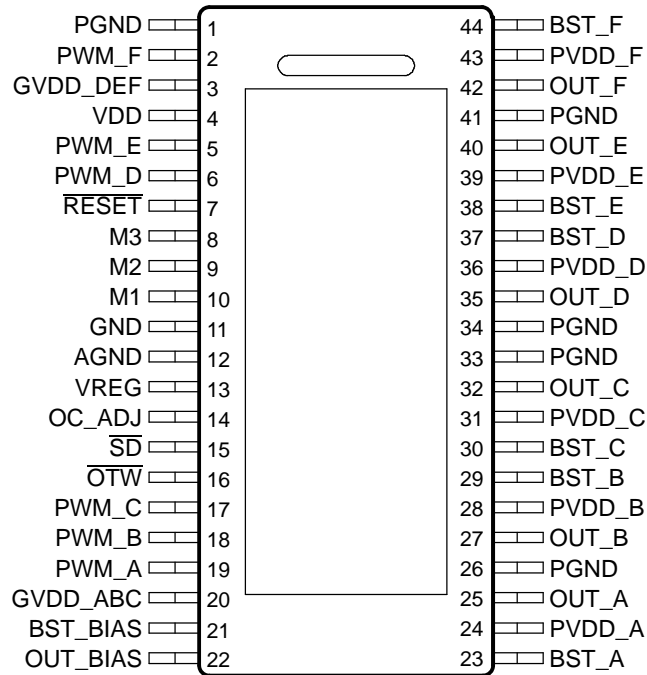 PGND 1 44 BST_F
PWM_F 2 43 PVDD_F
GVDD_DEF 3 42 OUT_F
VDD 4 41 PGND
PWM_E 5 40 OUT_E
PWM_D 6 39 PVDD_E
RESET 7 38 BST_E
M3 8 37 BST_D
M2 9 36 PVDD_D
M1 10 35 OUT_D
GND 11 34 PGND
AGND 12 33 PGND
VREG 13 32 OUT_C
OC_ADJ 14 31 PVDD_C
SD 15 30 BST_C
OTW 16 29 BST_B
PWM_C 17 28 PVDD_B
PWM_B 18 27 OUT_B
PWM_A 19 26 PGND
GVDD_ABC 20 25 OUT_A
BST_BIAS 21 24 PVDD_A
OUT_BIAS 22 23 BST_A